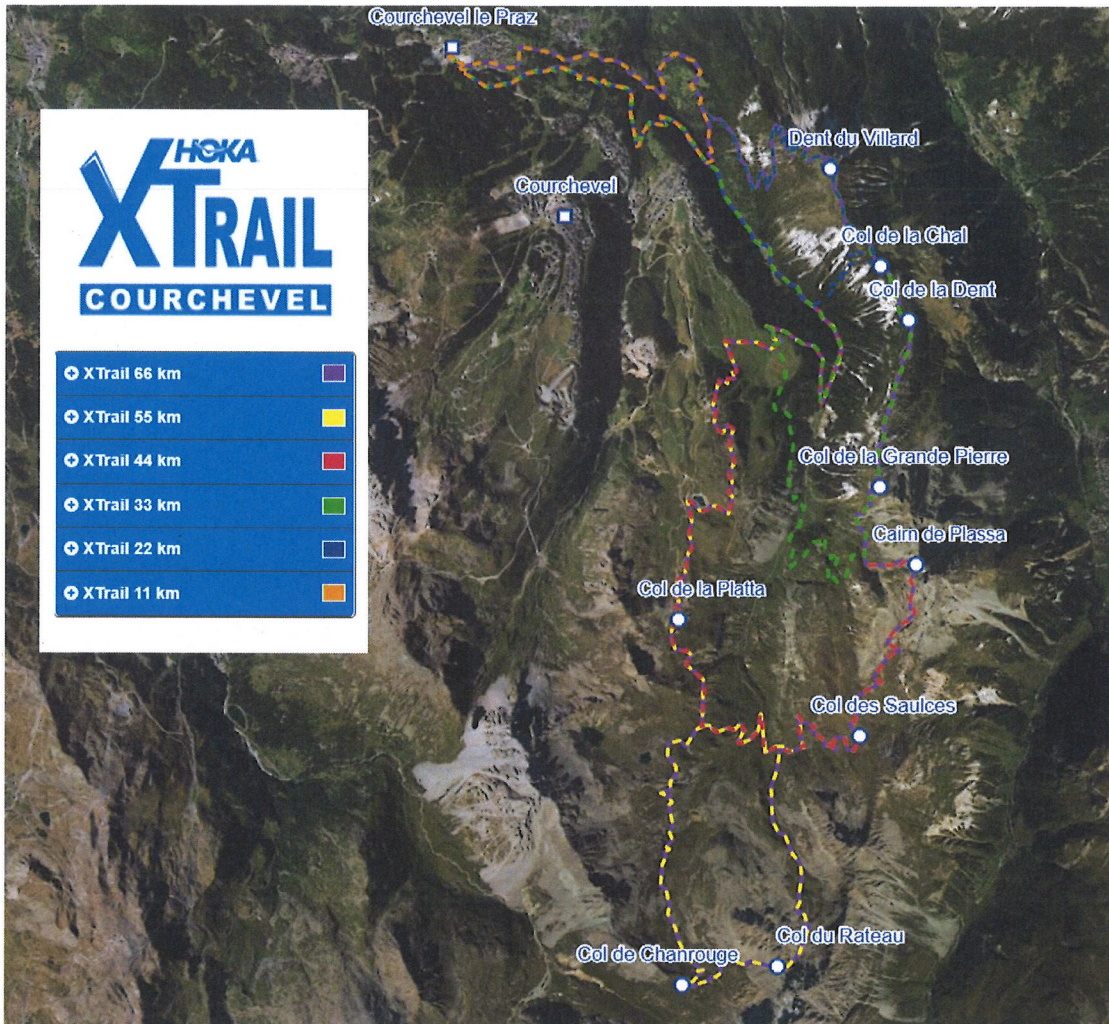 Courchevel le Praz
HOKA
XTRAIL
COURCHEVEL
XTrail 66 km
XTrail 55 km
XTrail 44 km
XTrail 33 km
XTrail 22 km
XTrail 11 km
Dent du Villard
Courchevel
Col de la Chal
Col de la Dent
Col de la Grande Pierre
Cairn de Plassa
Col de la Platta
Col des Saulces
Col du Rateau
Col de Chanrouge